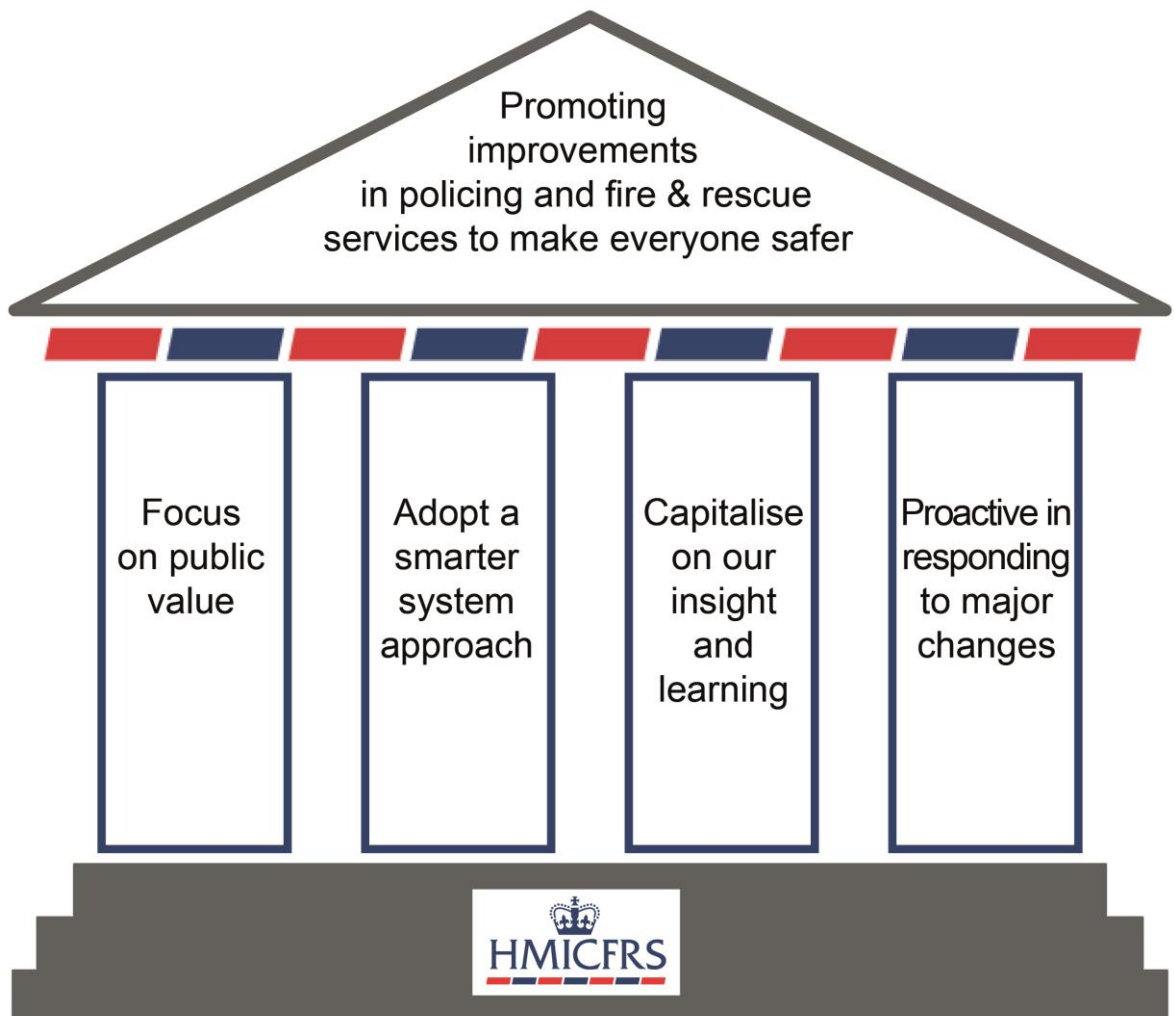 Promoting
improvements
in policing and fire & rescue
services to make everyone safer
Focus
on public
value
Adopt a
smarter
system
approach
Capitalise
on our
insight
and
learning
Proactive in
responding
to major
changes
HMICFRS